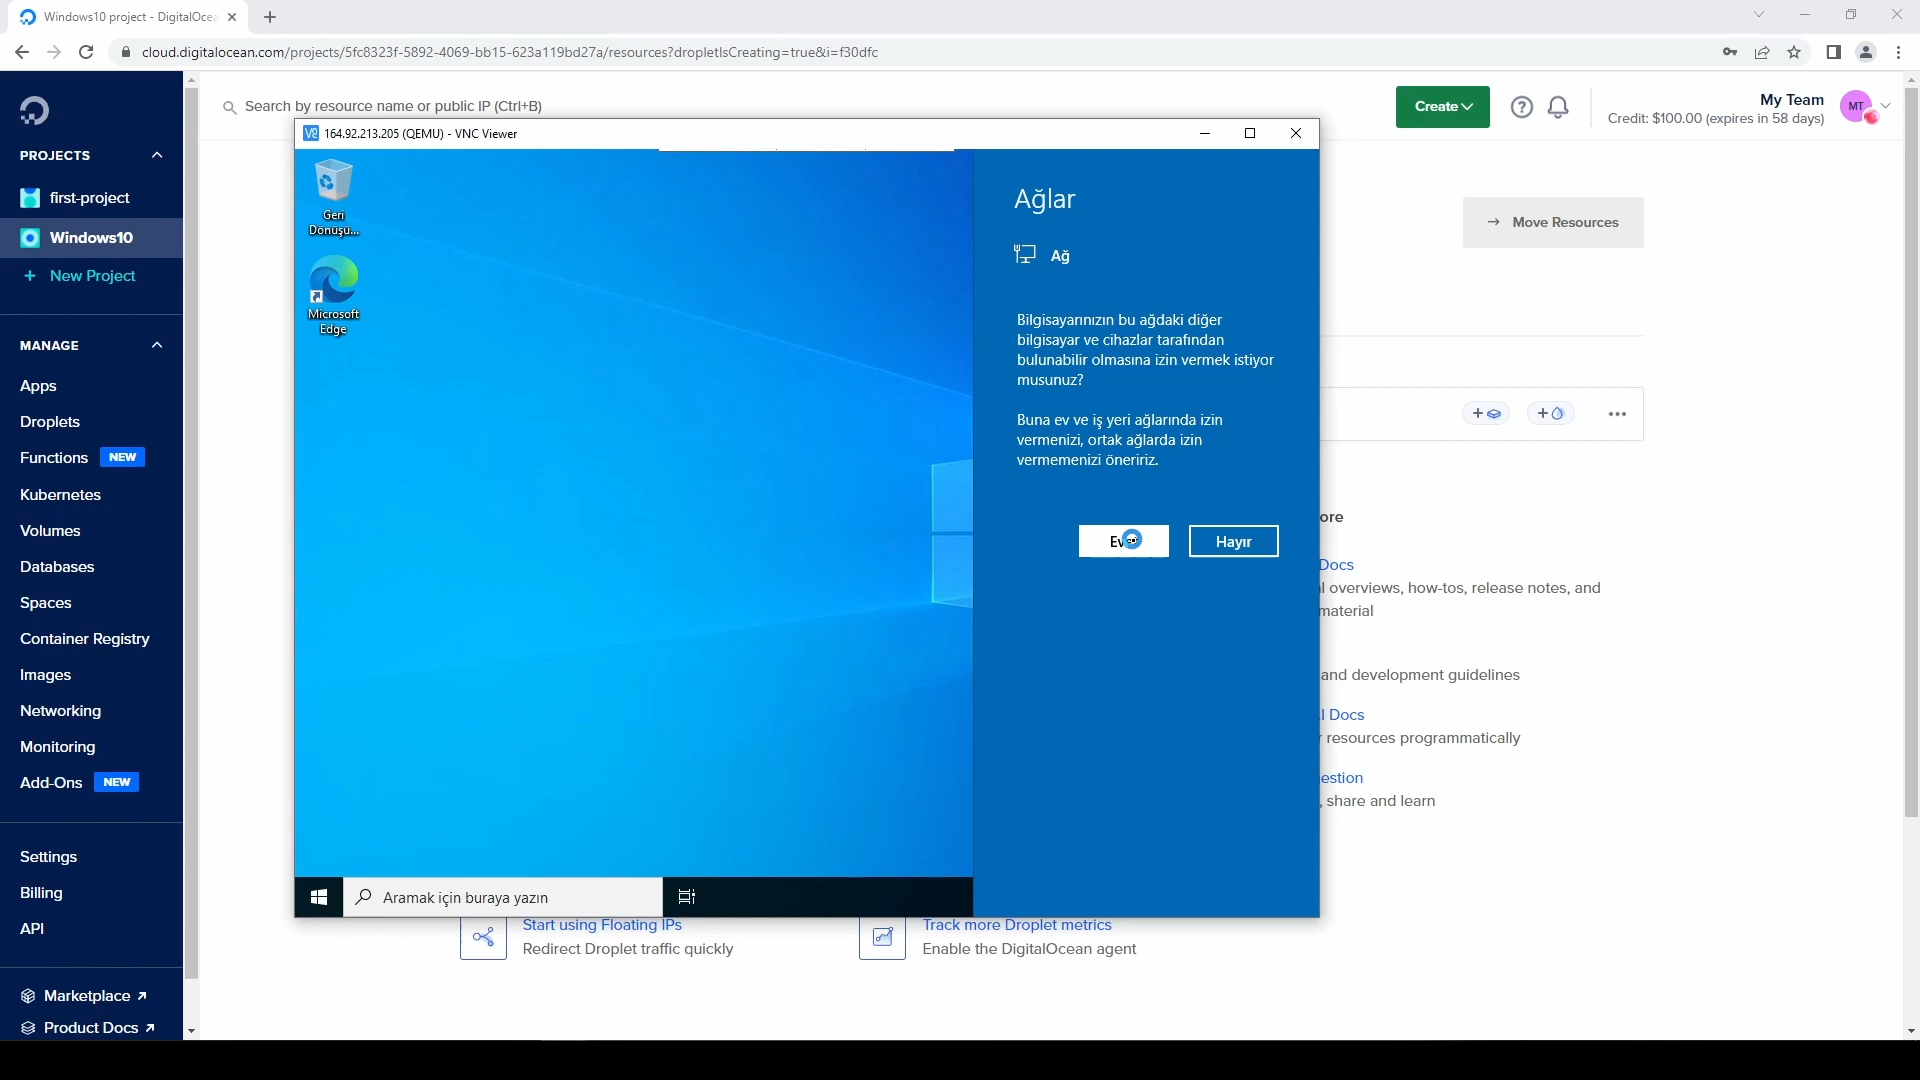 Windows10 project - DigitalOcea
cloud.digitalocean.com/projects/5fc8323f-5892-4069-bb15-623a119bd27a/resources?dropletIsCreating=true&i=f30dfc
Search by resource name or public IP (Ctrl+B)
Create
My Team
Credit: $100.00 (expires in 58 days)
MT
PROJECTS
first-project
Windows10
+ New Project
MANAGE
Apps
Droplets
Functions NEW
Kubernetes
Volumes
Databases
Spaces
Container Registry
Images
Networking
Monitoring
Add-Ons NEW
Settings
Billing
API
Marketplace
Product Docs
V2 164.92.213.205 (QEMU) - VNC Viewer
Geri
Dönüşü...
Microsoft
Edge
Ağlar
Ağ
Bilgisayarınızın bu ağdaki diğer
bilgisayar ve cihazlar tarafından
bulunabilir olmasına izin vermek istiyor
musunuz?
Buna ev ve iş yeri ağlarında izin
vermenizi, ortak ağlarda izin
vermemenizi öneririz.
Hayır
Aramak için buraya yazın
→ Move Resources
ore
Docs
l overviews, how-tos, release notes, and
material
and development guidelines
I Docs
r resources programmatically
estion
, share and learn
Start using Floating IPs
Redirect Droplet traffic quickly
Track more Droplet metrics
Enable the DigitalOcean agent